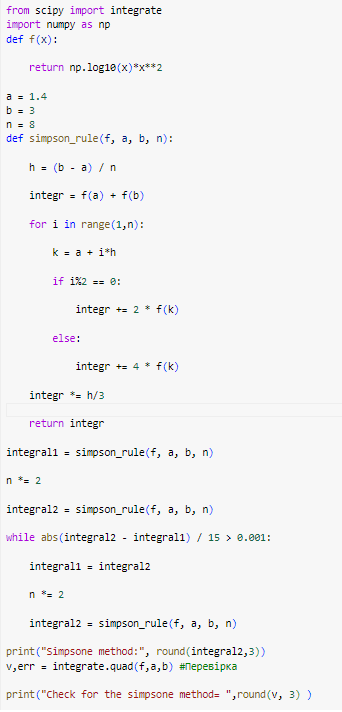 from scipy import integrate
import numpy as np
def f(x):
    return np.log10(x)*x**2
a = 1.4
b = 3
n = 8
def simpson_rule(f, a, b, n):
    h = (b - a) / n
    integr = f(a) + f(b)
    for i in range(1,n):
        k = a + i*h
        if i%2 == 0:
            integr += 2 * f(k)
        else:
            integr += 4 * f(k)
    integr *= h/3
    return integr
integral1 = simpson_rule(f, a, b, n)
n *= 2
integral2 = simpson_rule(f, a, b, n)
while abs(integral2 - integral1) / 15 > 0.001:
    integral1 = integral2
    n *= 2
    integral2 = simpson_rule(f, a, b, n)
print("Simpsone method:", round(integral2,3))
v,err = integrate.quad(f,a,b) #Перевірка
print("Check for the simpsone method= ",round(v, 3) )